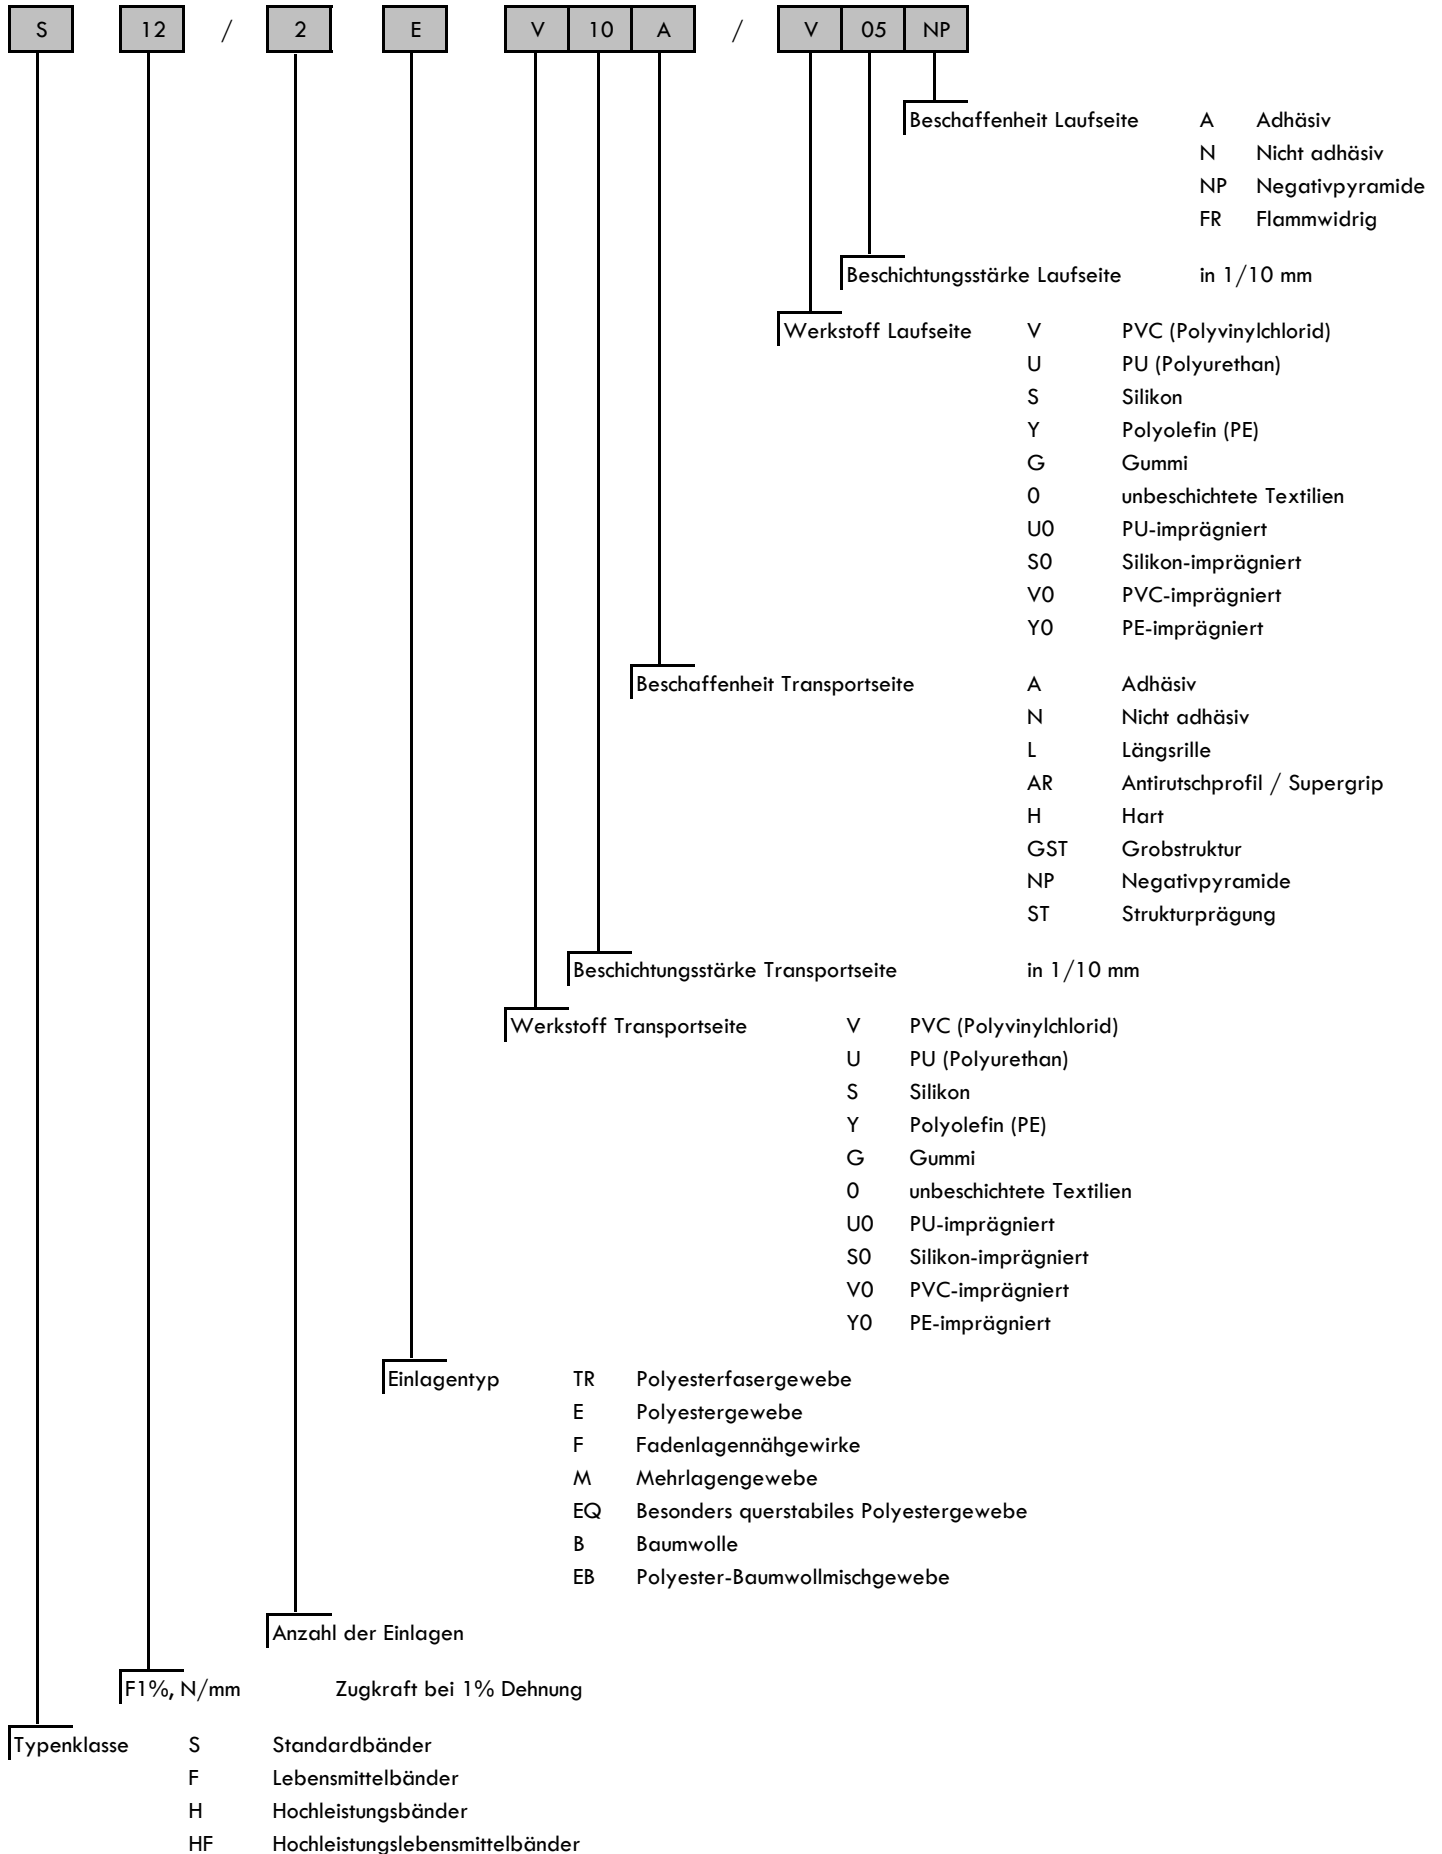 S 12 / 2 E V 10 A / V 05 NP
Beschaffenheit Laufseite A Adhäsiv
N Nicht adhäsiv
NP Negativpyramide
FR Flammwidrig
Beschichtungsstärke Laufseite in 1/10 mm
Werkstoff Laufseite V PVC (Polyvinylchlorid)
U PU (Polyurethan)
S Silikon
Y Polyolefin (PE)
G Gummi
0 unbeschichtete Textilien
U0 PU-imprägniert
S0 Silikon-imprägniert
V0 PVC-imprägniert
Y0 PE-imprägniert
Beschaffenheit Transportseite A Adhäsiv
N Nicht adhäsiv
L Längsrille
AR Antirutschprofil / Supergrip
H Hart
GST Grobstruktur
NP Negativpyramide
ST Strukturprägung
Beschichtungsstärke Transportseite in 1/10 mm
Werkstoff Transportseite V PVC (Polyvinylchlorid)
U PU (Polyurethan)
S Silikon
Y Polyolefin (PE)
G Gummi
0 unbeschichtete Textilien
U0 PU-imprägniert
S0 Silikon-imprägniert
V0 PVC-imprägniert
Y0 PE-imprägniert
Einlagentyp TR Polyesterfasergewebe
E Polyestergewebe
F Fadenlagennähgewirke
M Mehrlagengewebe
EQ Besonders querstabiles Polyestergewebe
B Baumwolle
EB Polyester-Baumwollmischgewebe
Anzahl der Einlagen
F1%, N/mm Zugkraft bei 1% Dehnung
Typenklasse S Standardbänder
F Lebensmittelbänder
H Hochleistungsbänder
HF Hochleistungslebensmittelbänder